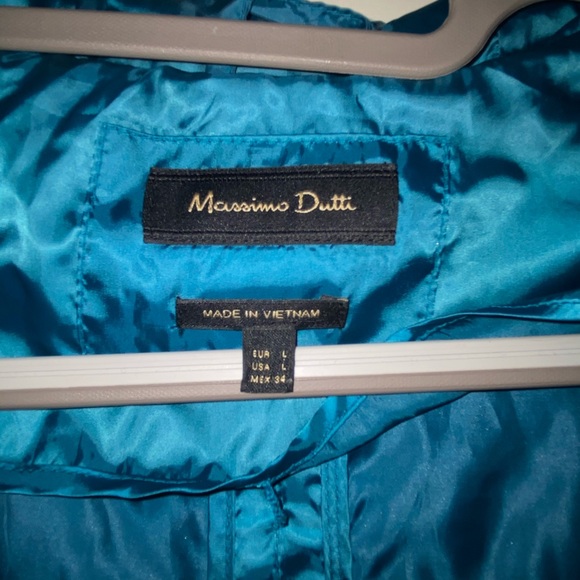 Massimo Dutti
MADE IN VIETNAM
EUR L
USA L
MEX 34